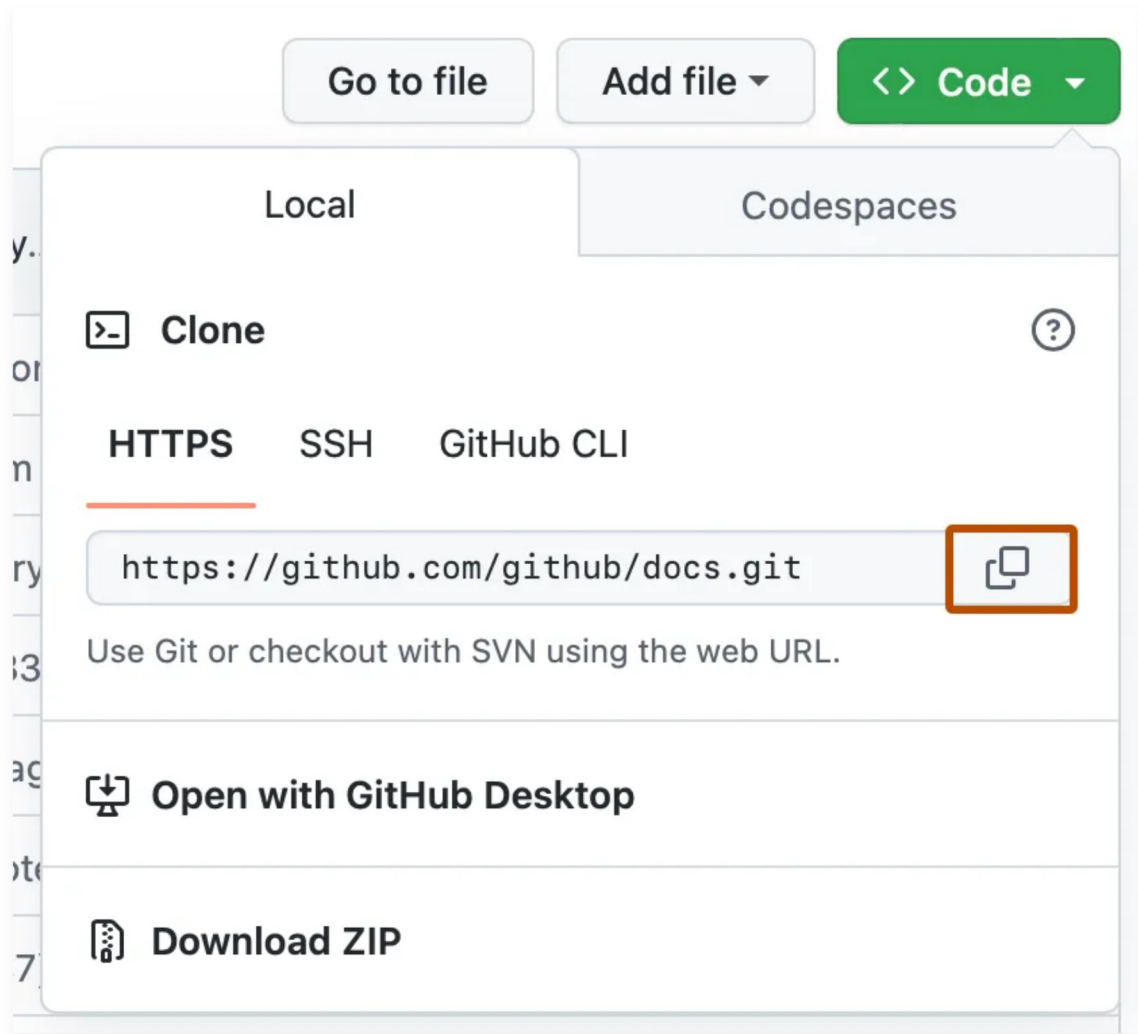 Go to file
Add file
<> Code
Local
Codespaces
Clone
HTTPS
SSH
GitHub CLI
https://github.com/github/docs.git
Use Git or checkout with SVN using the web URL.
Open with GitHub Desktop
Download ZIP